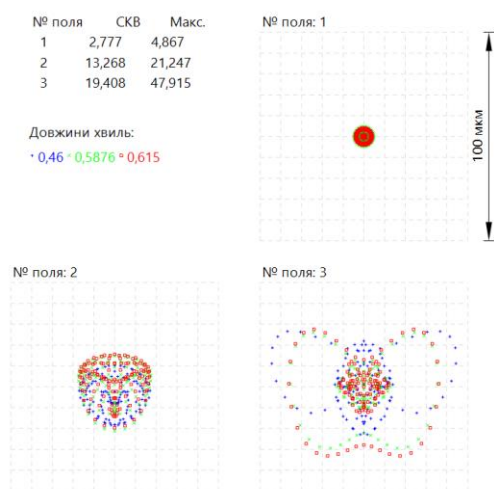 № поля СКВ Макс.
1 2,777 4,867
2 13,268 21,247
3 19,408 47,915
Довжини хвиль:
0,46 0,5876 0,615
№ поля: 1
100 мкм
№ поля: 2
№ поля: 3